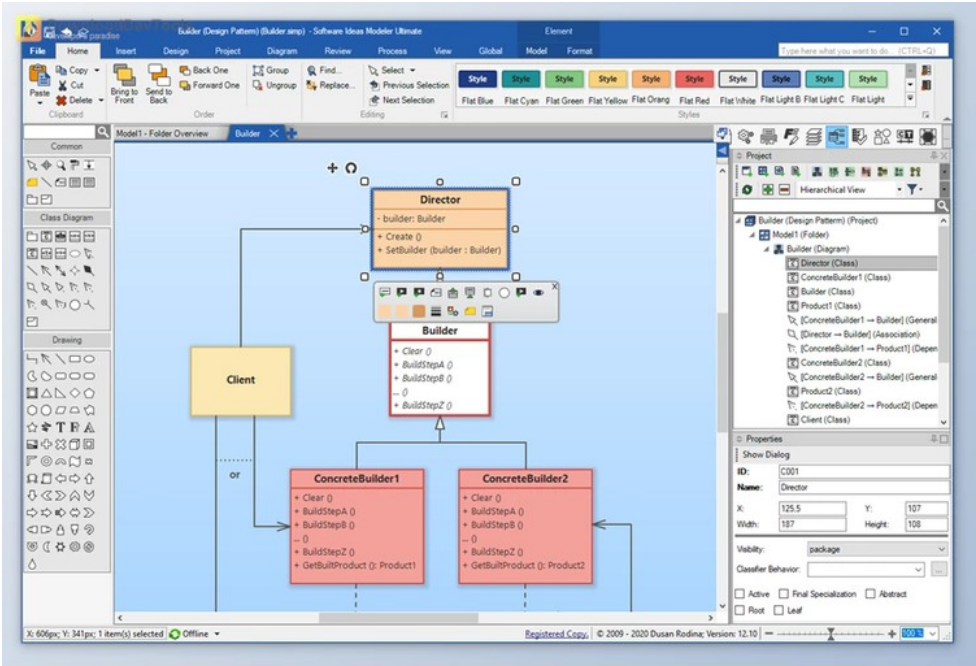 Builder (Design Pattern) (Builder.simp) - Software Ideas Modeler Ultimate
Element
File Home Insert Design Project Diagram Review Process View Global Model Format
Type here what you want to do... (CTRL+Q)
Paste
Copy
Cut
Delete
Clipboard
Bring to Front
Send to Back
Back One
Forward One
Group
Ungroup
Order
Find...
Replace...
Select
Previous Selection
Next Selection
Editing
Style Style Style Style Style Style Style Style Style Style
Flat Blue Flat Cyan Flat Green Flat Yellow Flat Orang Flat Red Flat White Flat Light B Flat Light C Flat Light
Styles
Model1 - Folder Overview
Builder
Common
Class Diagram
Drawing
Director
- builder: Builder
+ Create ()
+ SetBuilder (builder : Builder)
Builder
+ Clear ()
+ BuildStepA ()
+ BuildStepB ()
... ()
+ BuildStepZ ()
Client
or
ConcreteBuilder1
+ Clear ()
+ BuildStepA ()
+ BuildStepB ()
... ()
+ BuildStepZ ()
+ GetBuiltProduct (): Product1
ConcreteBuilder2
+ Clear ()
+ BuildStepA ()
+ BuildStepB ()
... ()
+ BuildStepZ ()
+ GetBuiltProduct (): Product2
Project
Hierarchical View
Builder (Design Pattern) (Project)
Model1 (Folder)
Builder (Diagram)
Director (Class)
ConcreteBuilder1 (Class)
Builder (Class)
Product1 (Class)
[ConcreteBuilder1 → Builder] (General
[Director → Builder] (Association)
[ConcreteBuilder1 → Product1] (Depen
ConcreteBuilder2 (Class)
[ConcreteBuilder2 → Builder] (General
Product2 (Class)
[ConcreteBuilder2 → Product2] (Depen
Client (Class)
Properties
Show Dialog
ID: C001
Name: Director
X: 125.5 Y: 107
Width: 187 Height: 108
Visibility: package
Classifier Behavior:
Active Final Specialization Abstract
Root Leaf
X: 606px; Y: 341px; 1 item(s) selected Offline
Registered Copy. © 2009 - 2020 Dusan Rodina; Version: 12.10
100 %